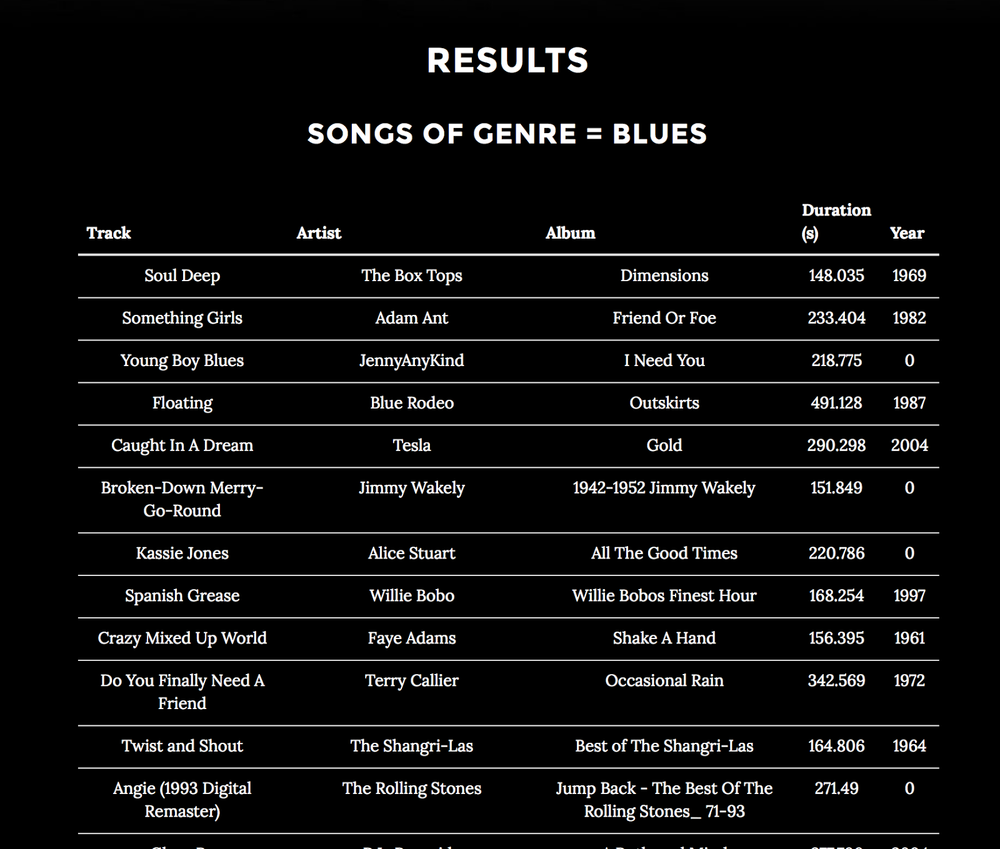 RESULTS
SONGS OF GENRE = BLUES
Track Artist Album Duration (s) Year
Soul Deep The Box Tops Dimensions 148.035 1969
Something Girls Adam Ant Friend Or Foe 233.404 1982
Young Boy Blues JennyAnyKind I Need You 218.775 0
Floating Blue Rodeo Outskirts 491.128 1987
Caught In A Dream Tesla Gold 290.298 2004
Broken-Down Merry- Jimmy Wakely 1942-1952 Jimmy Wakely 151.849 0
Go-Round
Kassie Jones Alice Stuart All The Good Times 220.786 0
Spanish Grease Willie Bobo Willie Bobos Finest Hour 168.254 1997
Crazy Mixed Up World Faye Adams Shake A Hand 156.395 1961
Do You Finally Need A Terry Callier Occasional Rain 342.569 1972
Friend
Twist and Shout The Shangri-Las Best of The Shangri-Las 164.806 1964
Angie (1993 Digital The Rolling Stones Jump Back - The Best Of The 271.49 0
Remaster) Rolling Stones_ 71-93